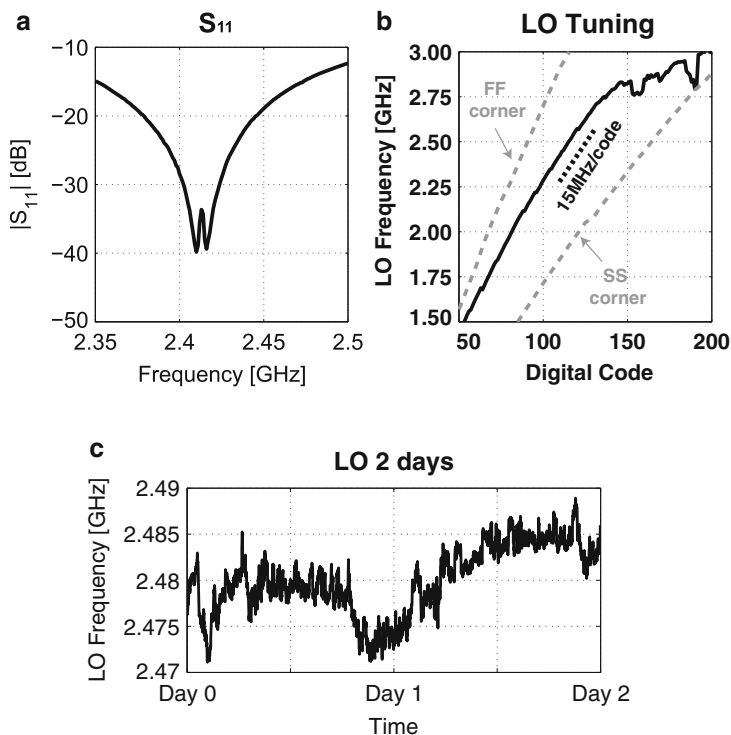 a
S11
−10
−20
−30
−40
−50
|S11| [dB]
2.35
2.4
2.45
2.5
Frequency [GHz]
b
LO Tuning
3.00
2.75
2.50
2.25
2.00
1.75
1.50
LO Frequency [GHz]
FF
corner
15MHz/code
SS
corner
50
100
150
200
Digital Code
c
LO 2 days
2.49
2.485
2.48
2.475
2.47
LO Frequency [GHz]
Day 0
Day 1
Day 2
Time